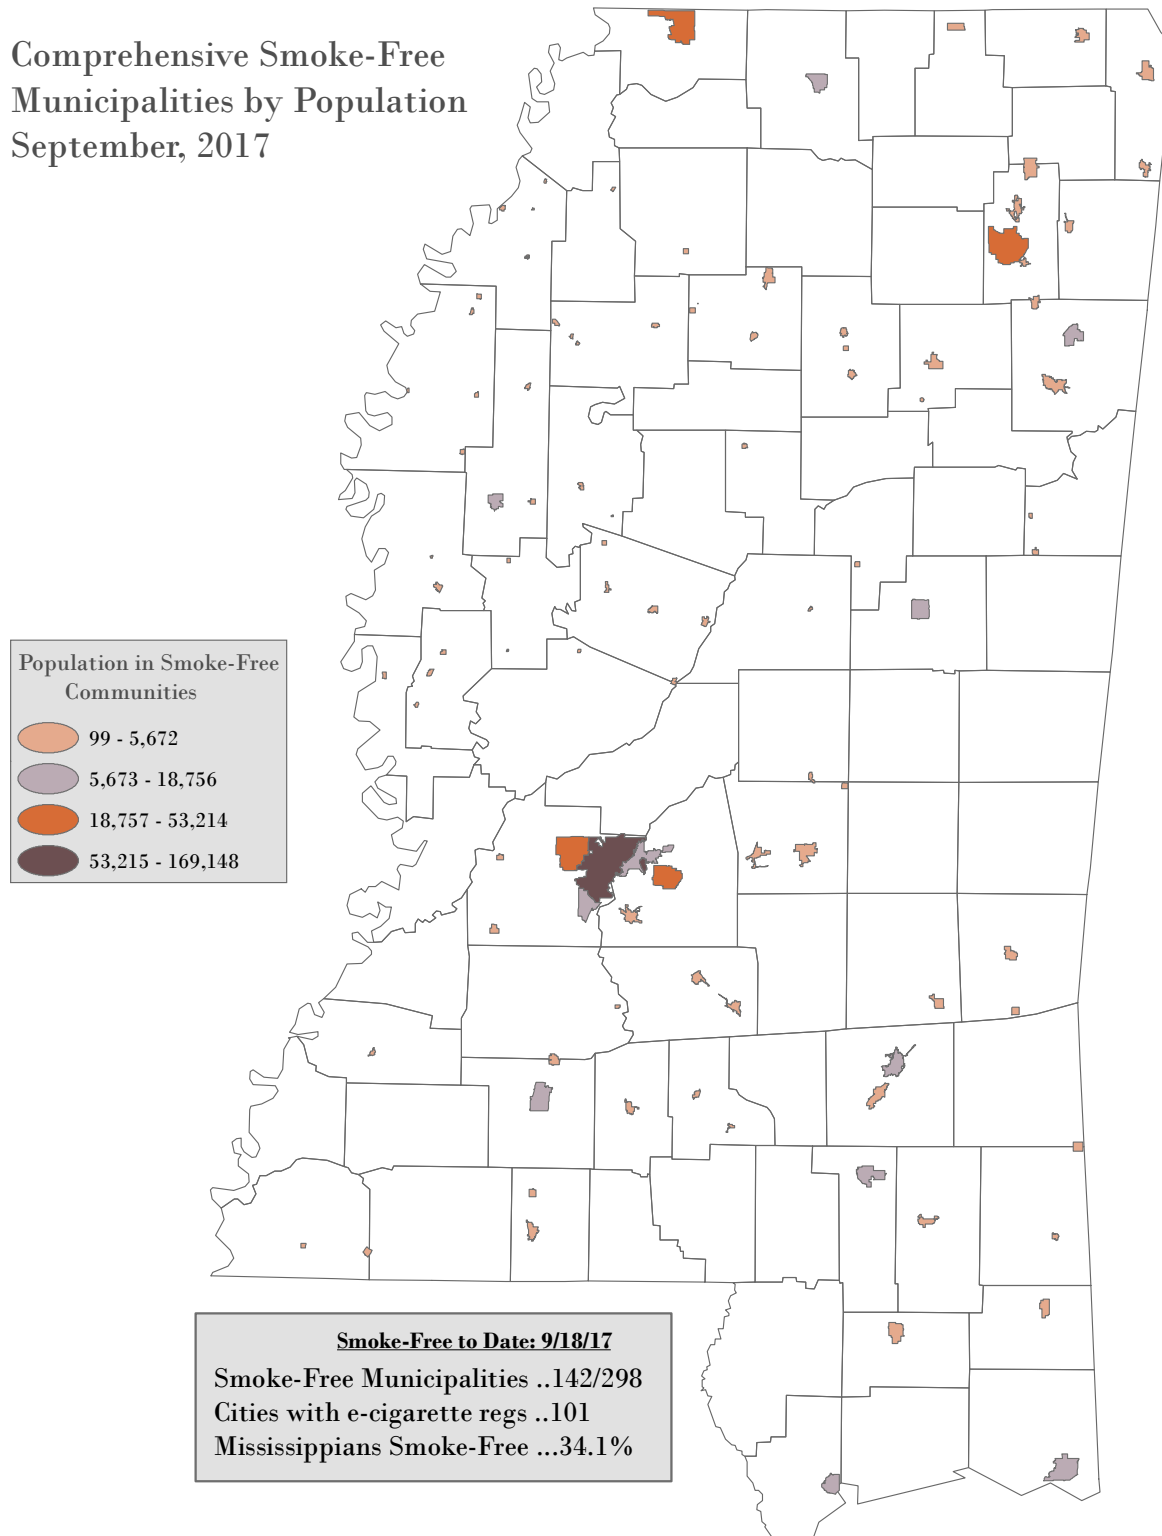 Comprehensive Smoke-Free
Municipalities by Population
September, 2017
Population in Smoke-Free
Communities
99 - 5,672
5,673 - 18,756
18,757 - 53,214
53,215 - 169,148
Smoke-Free to Date: 9/18/17
Smoke-Free Municipalities ..142/298
Cities with e-cigarette regs ..101
Mississippians Smoke-Free ...34.1%